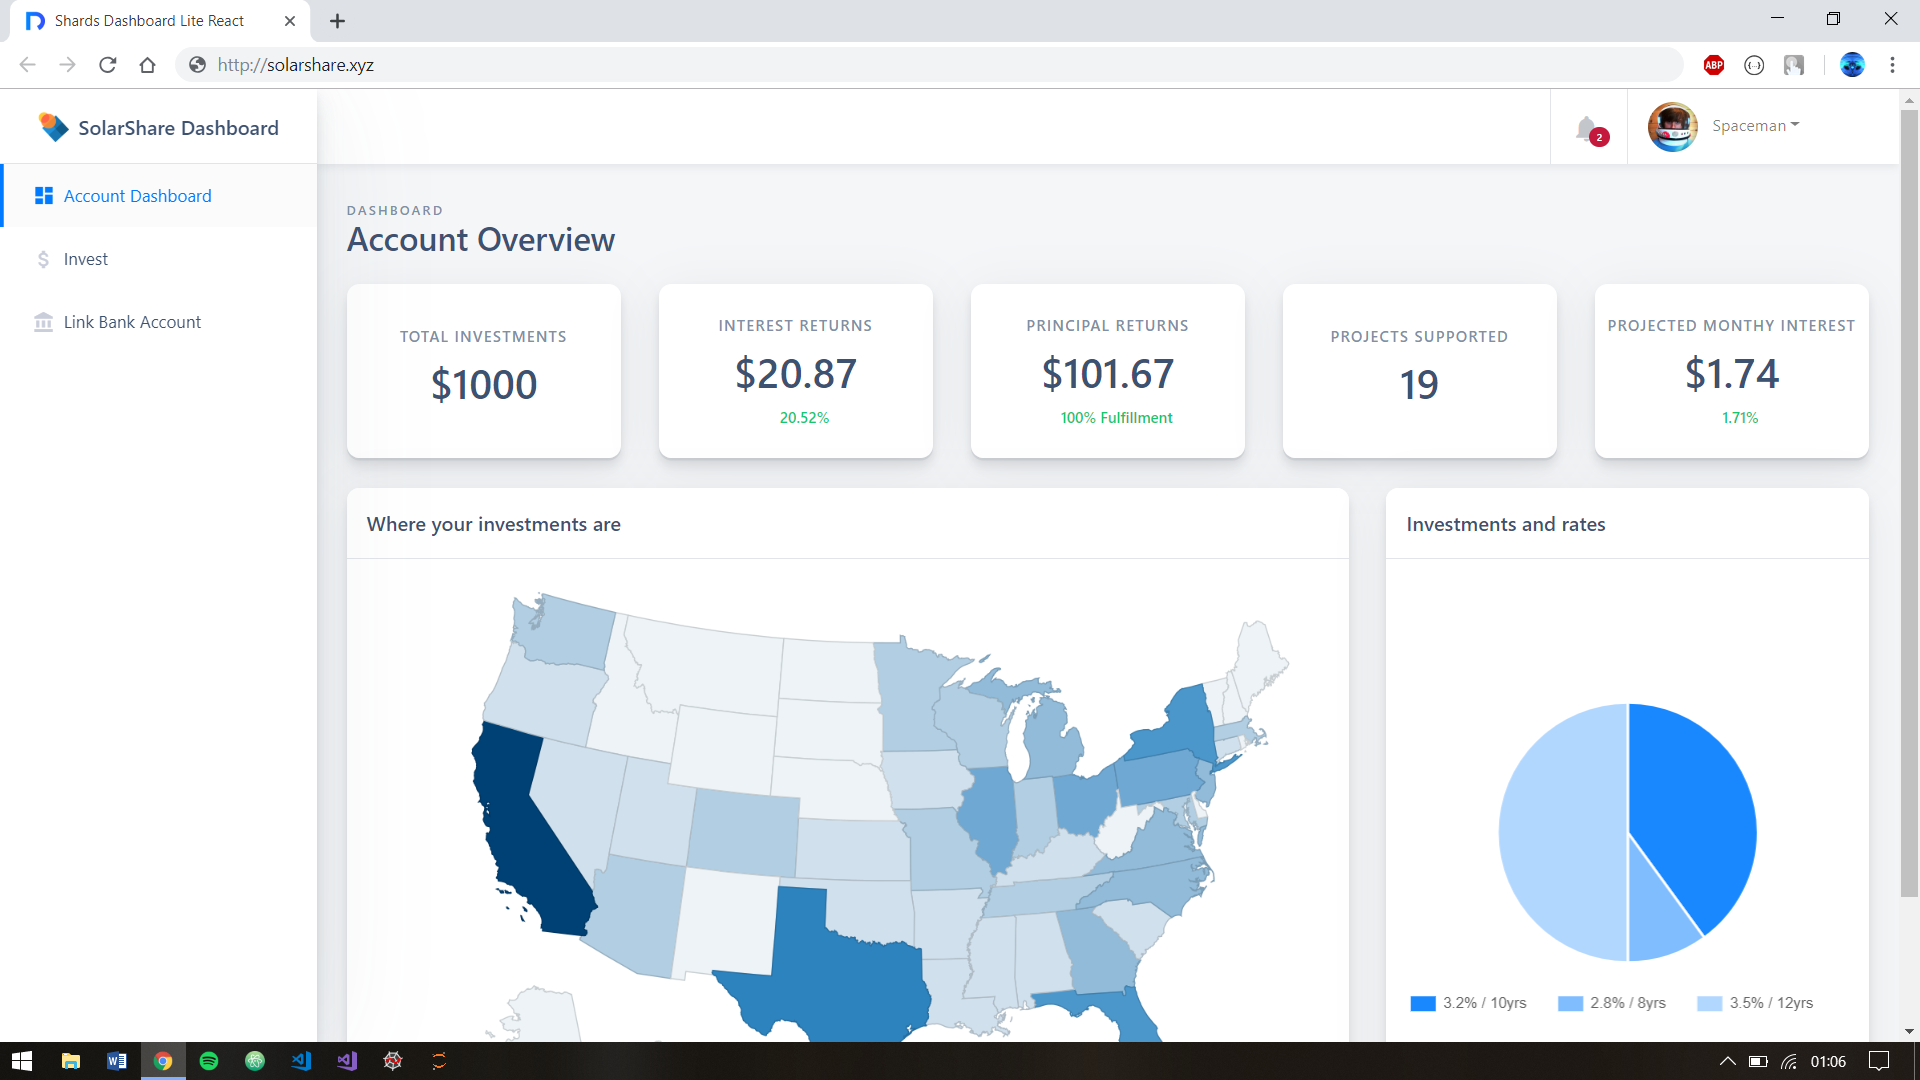 Shards Dashboard Lite React
http://solarshare.xyz
ABP
SolarShare Dashboard
2
Spaceman
Account Dashboard
Invest
Link Bank Account
DASHBOARD
Account Overview
TOTAL INVESTMENTS
$1000
INTEREST RETURNS
$20.87
20.52%
PRINCIPAL RETURNS
$101.67
100% Fulfillment
PROJECTS SUPPORTED
19
PROJECTED MONTHY INTEREST
$1.74
1.71%
Where your investments are
Investments and rates
3.2% / 10yrs
2.8% / 8yrs
3.5% / 12yrs
01:06